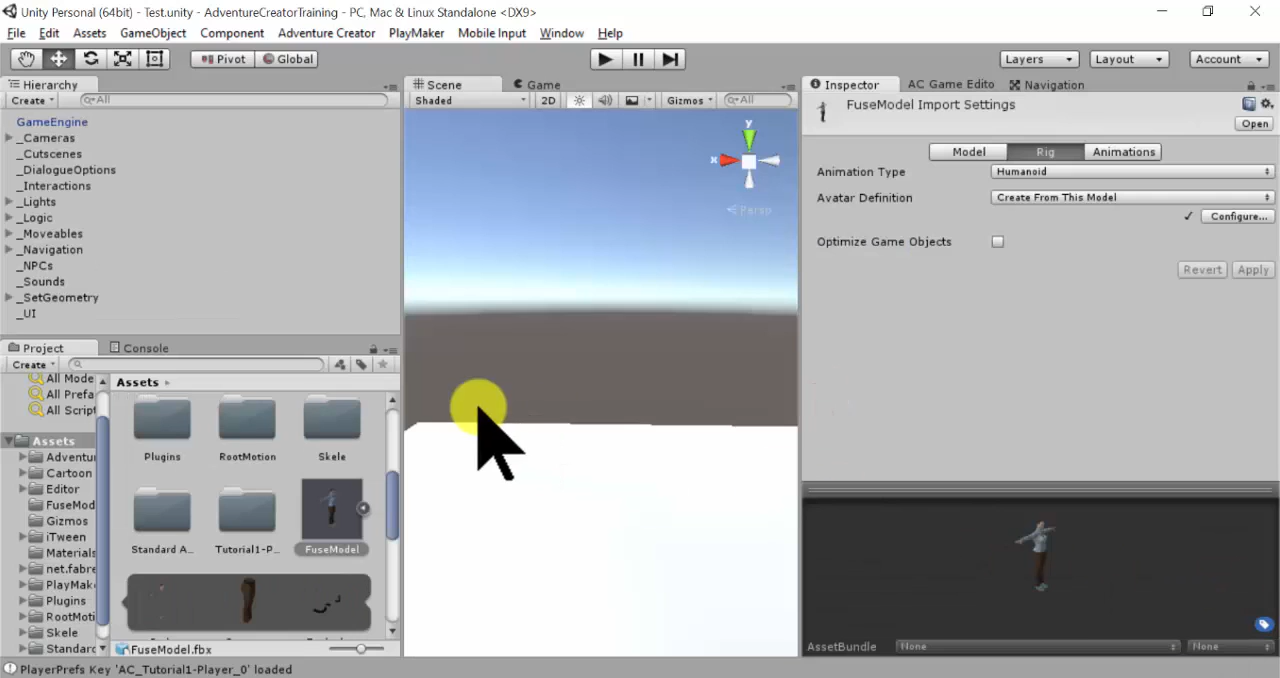 Unity Personal (64bit) - Test.unity - AdventureCreatorTraining - PC, Mac & Linux Standalone <DX9>
File Edit Assets GameObject Component Adventure Creator PlayMaker Mobile Input Window Help
Pivot Global Layers Layout Account
Hierarchy
Create All
GameEngine
_Cameras
_Cutscenes
_DialogueOptions
_Interactions
_Lights
_Logic
_Moveables
_Navigation
_NPCs
_Sounds
_SetGeometry
_UI
Scene Game
Shaded 2D Gizmos All
y
x
Persp
Inspector AC Game Edito Navigation
FuseModel Import Settings
Open
Model Rig Animations
Animation Type Humanoid
Avatar Definition Create From This Model
Configure...
Optimize Game Objects
Revert Apply
Project Console
Create
All Mode
All Prefa
All Script
Assets
Adventu
Cartoon
Editor
FuseMod
Gizmos
iTween
Materials
net.fabre
PlayMake
Plugins
RootMoti
Skele
Standard
Assets
Plugins RootMotion Skele
Standard A... Tutorial1-P... FuseModel
FuseModel.fbx
AssetBundle None None
PlayerPrefs Key 'AC_Tutorial1-Player_0' loaded